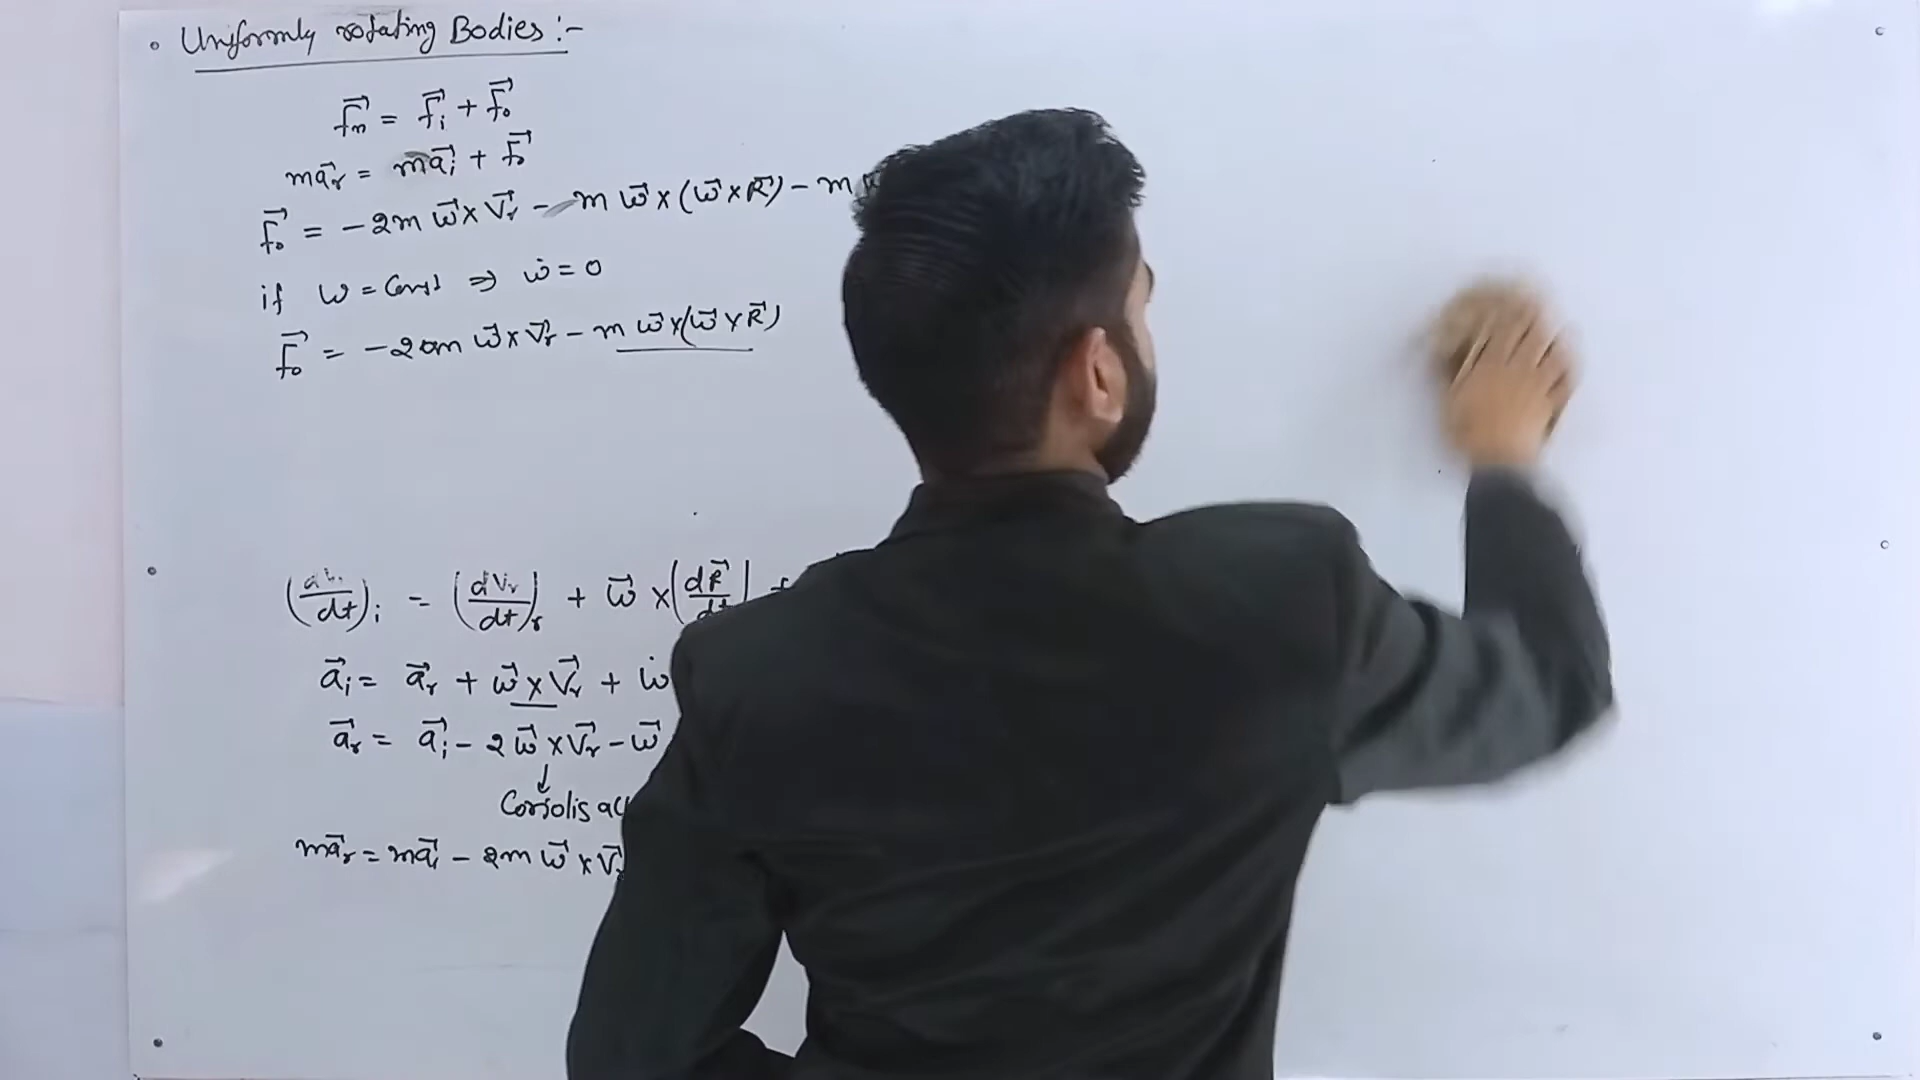 Uniformly rotating Bodies :-
f⃗n = f⃗i + f⃗o
ma⃗r = ma⃗i + f⃗o
f⃗o = -2m ω⃗ × V⃗r - m ω⃗ × (ω⃗ × R⃗) - m
if ω = Const ⇒ ω̇ = 0
f⃗o = -2m ω⃗ × V⃗r - m ω⃗ × (ω⃗ × R⃗)
( /dt)i = (dVr/dt)r + ω⃗ × (dR⃗/dt)
a⃗i = a⃗r + ω⃗ × V⃗r + ω̇
a⃗r = a⃗i - 2 ω⃗ × V⃗r - ω⃗
↓
Coriolis
ma⃗r = ma⃗i - 2m ω⃗ × V⃗r